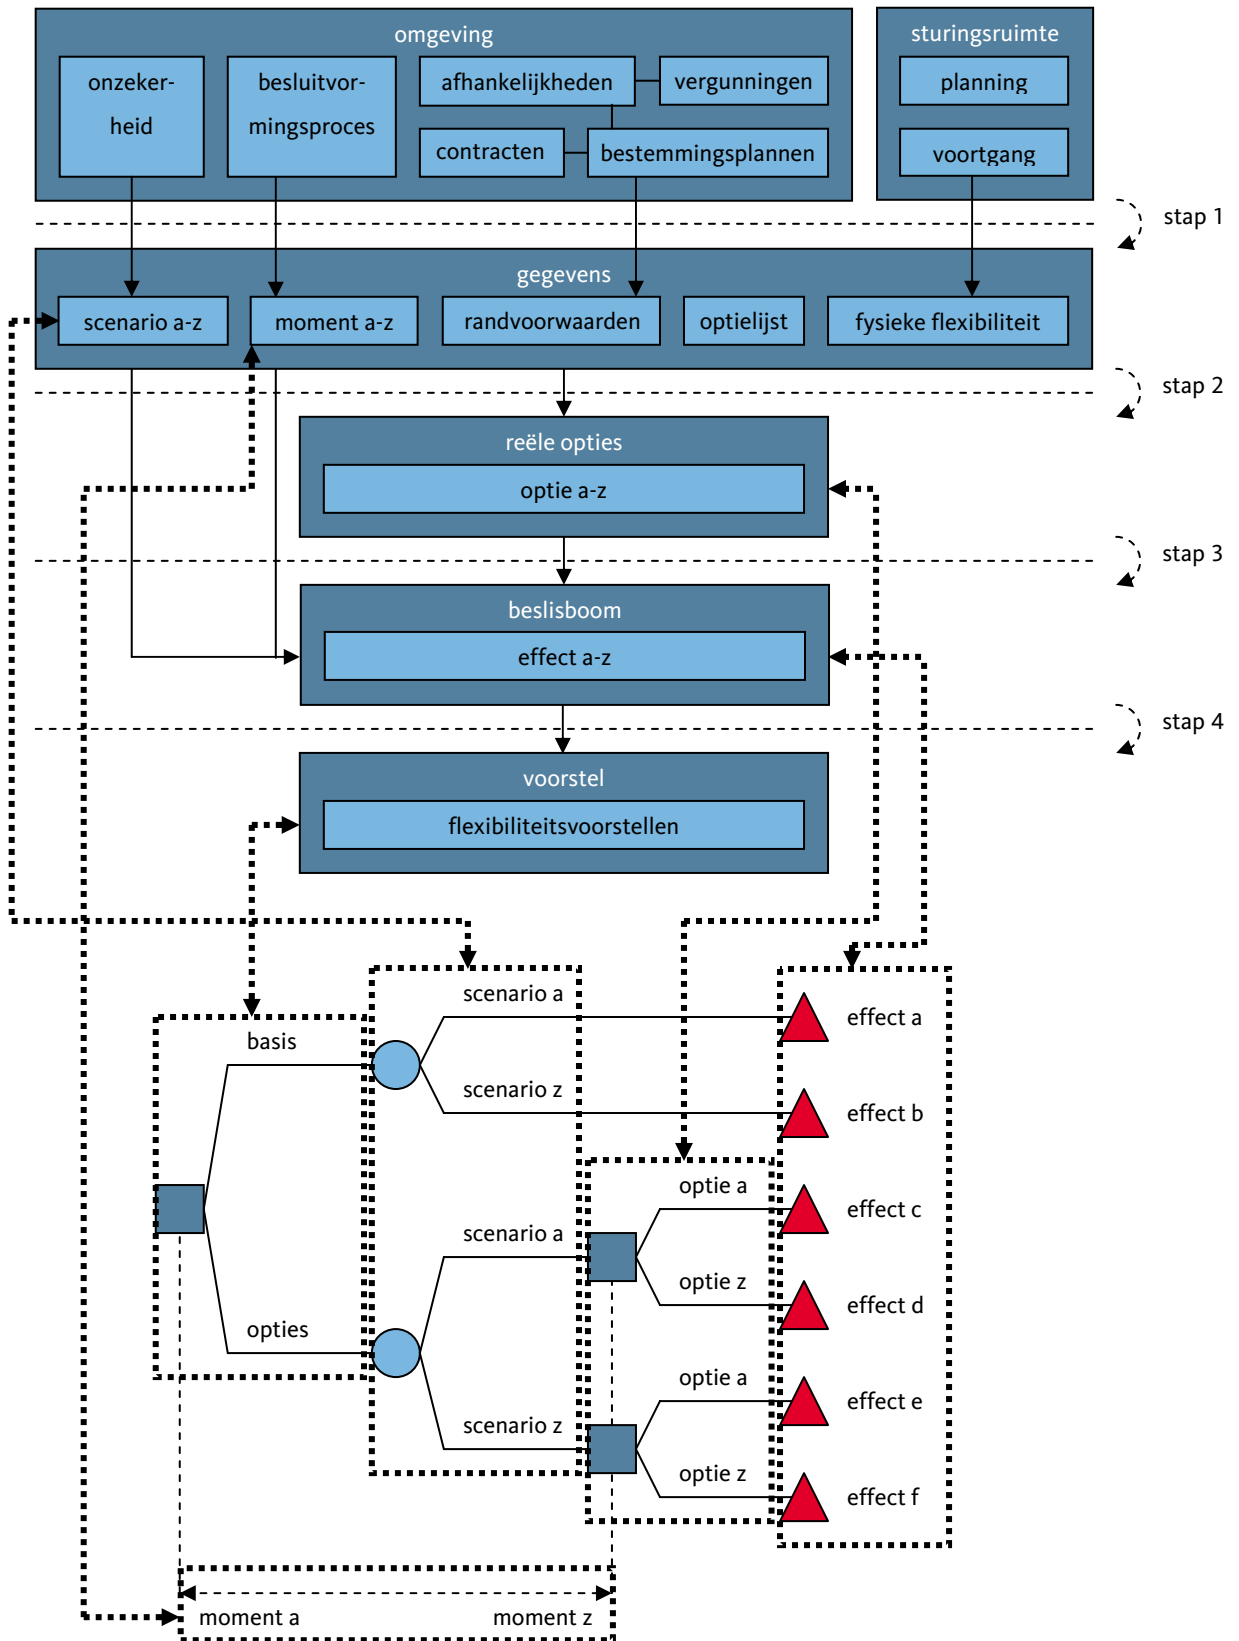 omgeving
sturingsruimte
onzeker-
heid
besluitvor-
mingsproces
afhankelijkheden
vergunningen
contracten
bestemmingsplannen
planning
voortgang
stap 1
gegevens
scenario a-z
moment a-z
randvoorwaarden
optielijst
fysieke flexibiliteit
stap 2
reële opties
optie a-z
stap 3
beslisboom
effect a-z
stap 4
voorstel
flexibiliteitsvoorstellen
scenario a
effect a
basis
scenario z
effect b
optie a
effect c
scenario a
optie z
effect d
opties
optie a
effect e
scenario z
optie z
effect f
moment a
moment z